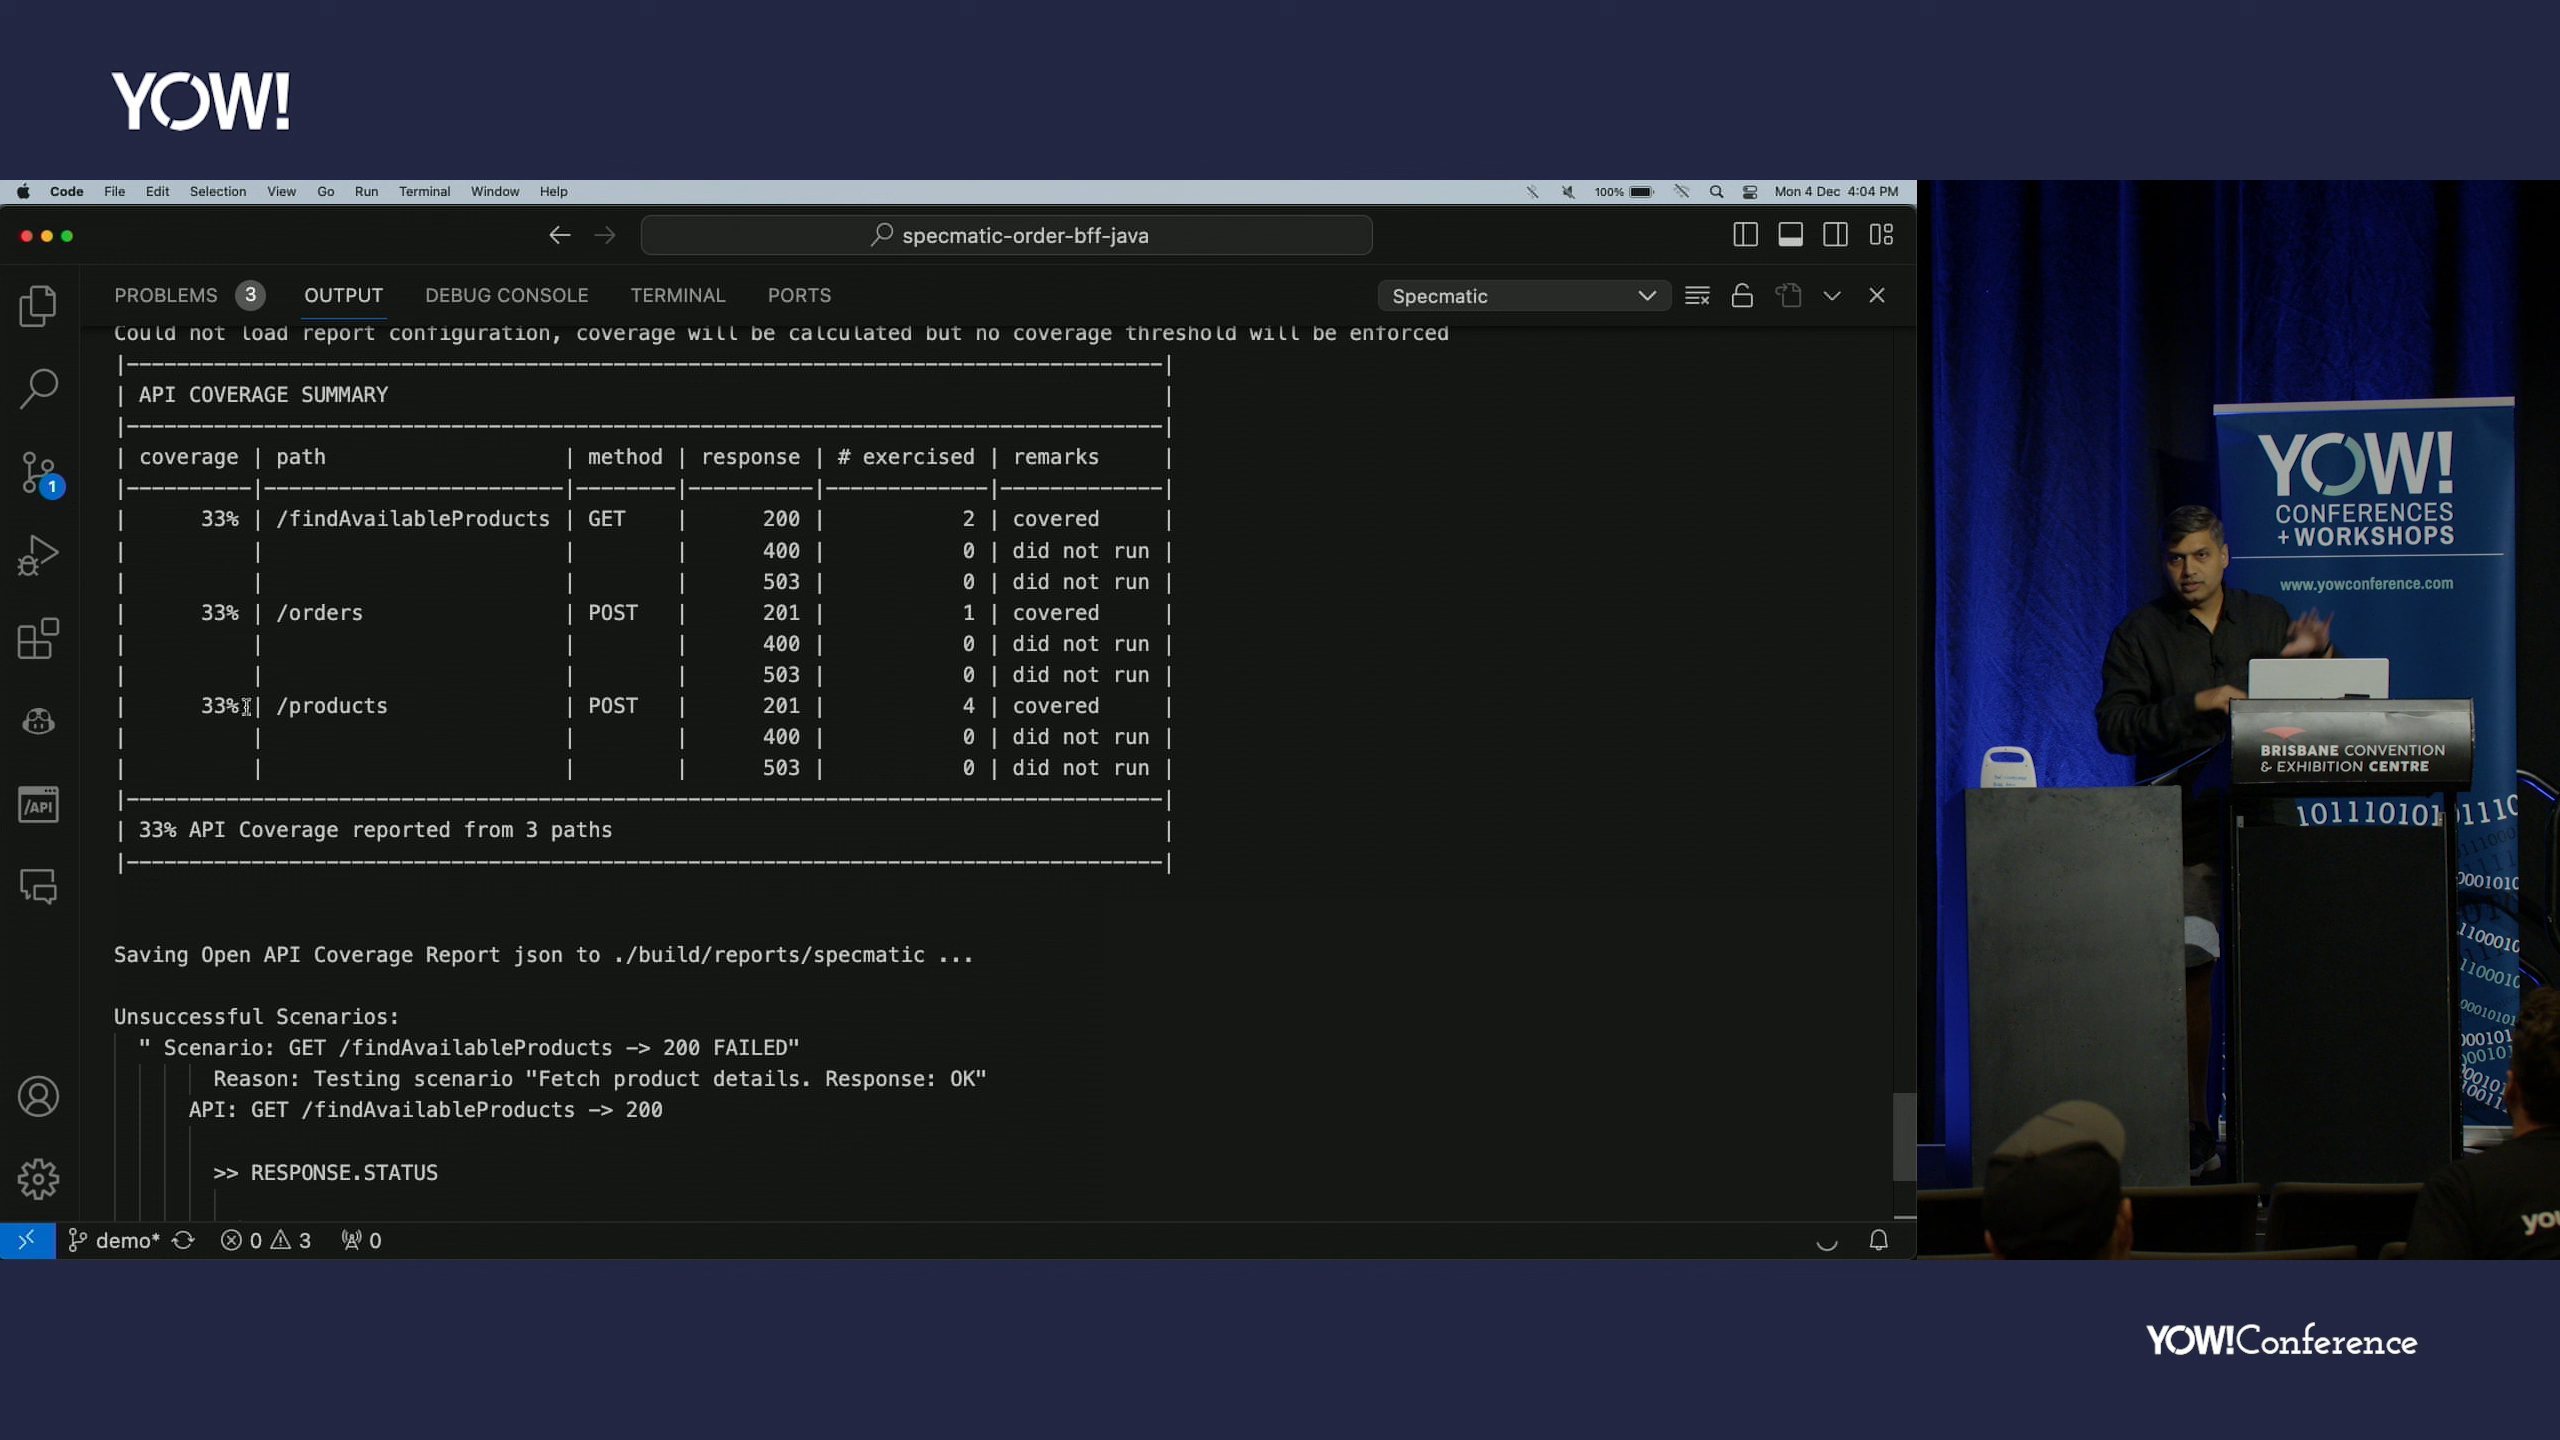 YOW!
Code File Edit Selection View Go Run Terminal Window Help 100% Mon 4 Dec 4:04 PM
specmatic-order-bff-java
PROBLEMS 3 OUTPUT DEBUG CONSOLE TERMINAL PORTS Specmatic
Could not load report configuration, coverage will be calculated but no coverage threshold will be enforced
| API COVERAGE SUMMARY |
| coverage | path | method | response | # exercised | remarks |
| 33% | /findAvailableProducts | GET | 200 | 2 | covered |
| | | | 400 | 0 | did not run |
| | | | 503 | 0 | did not run |
| 33% | /orders | POST | 201 | 1 | covered |
| | | | 400 | 0 | did not run |
| | | | 503 | 0 | did not run |
| 33% | /products | POST | 201 | 4 | covered |
| | | | 400 | 0 | did not run |
| | | | 503 | 0 | did not run |
| 33% API Coverage reported from 3 paths |
Saving Open API Coverage Report json to ./build/reports/specmatic ...
Unsuccessful Scenarios:
" Scenario: GET /findAvailableProducts -> 200 FAILED"
Reason: Testing scenario "Fetch product details. Response: OK"
API: GET /findAvailableProducts -> 200
>> RESPONSE.STATUS
1
/API
demo* 0 3 0
YOW!
CONFERENCES
+WORKSHOPS
www.yowconference.com
BRISBANE CONVENTION
& EXHIBITION CENTRE
YOW!Conference